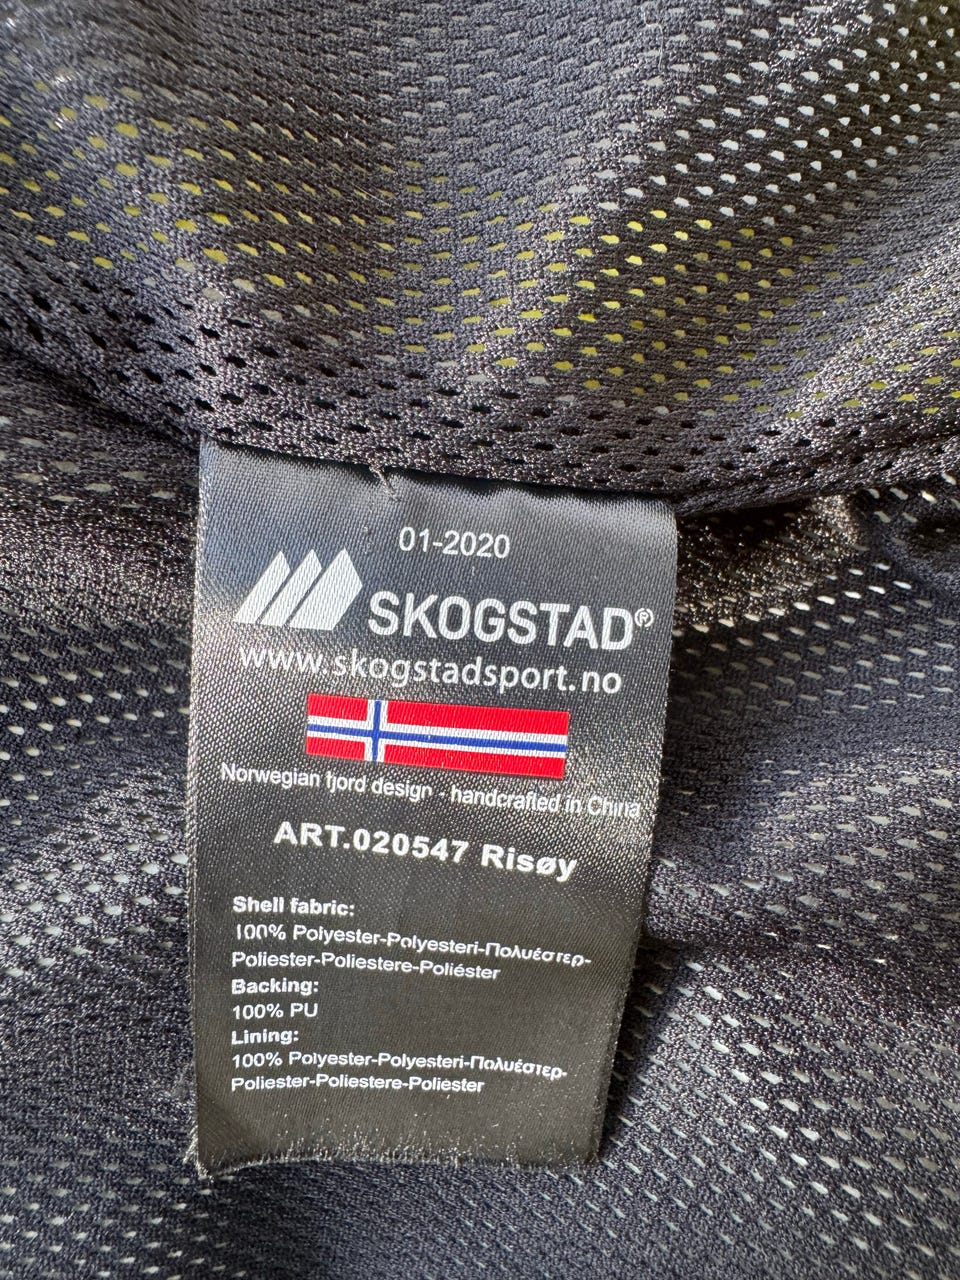 01-2020
SKOGSTAD®
www.skogstadsport.no
Norwegian fjord design - handcrafted in China
ART.020547 Risøy
Shell fabric:
100% Polyester-Polyesteri-Πολυέστερ-
Poliester-Poliestere-Poliéster
Backing:
100% PU
Lining:
100% Polyester-Polyesteri-Πολυέστερ-
Poliester-Poliestere-Poliéster